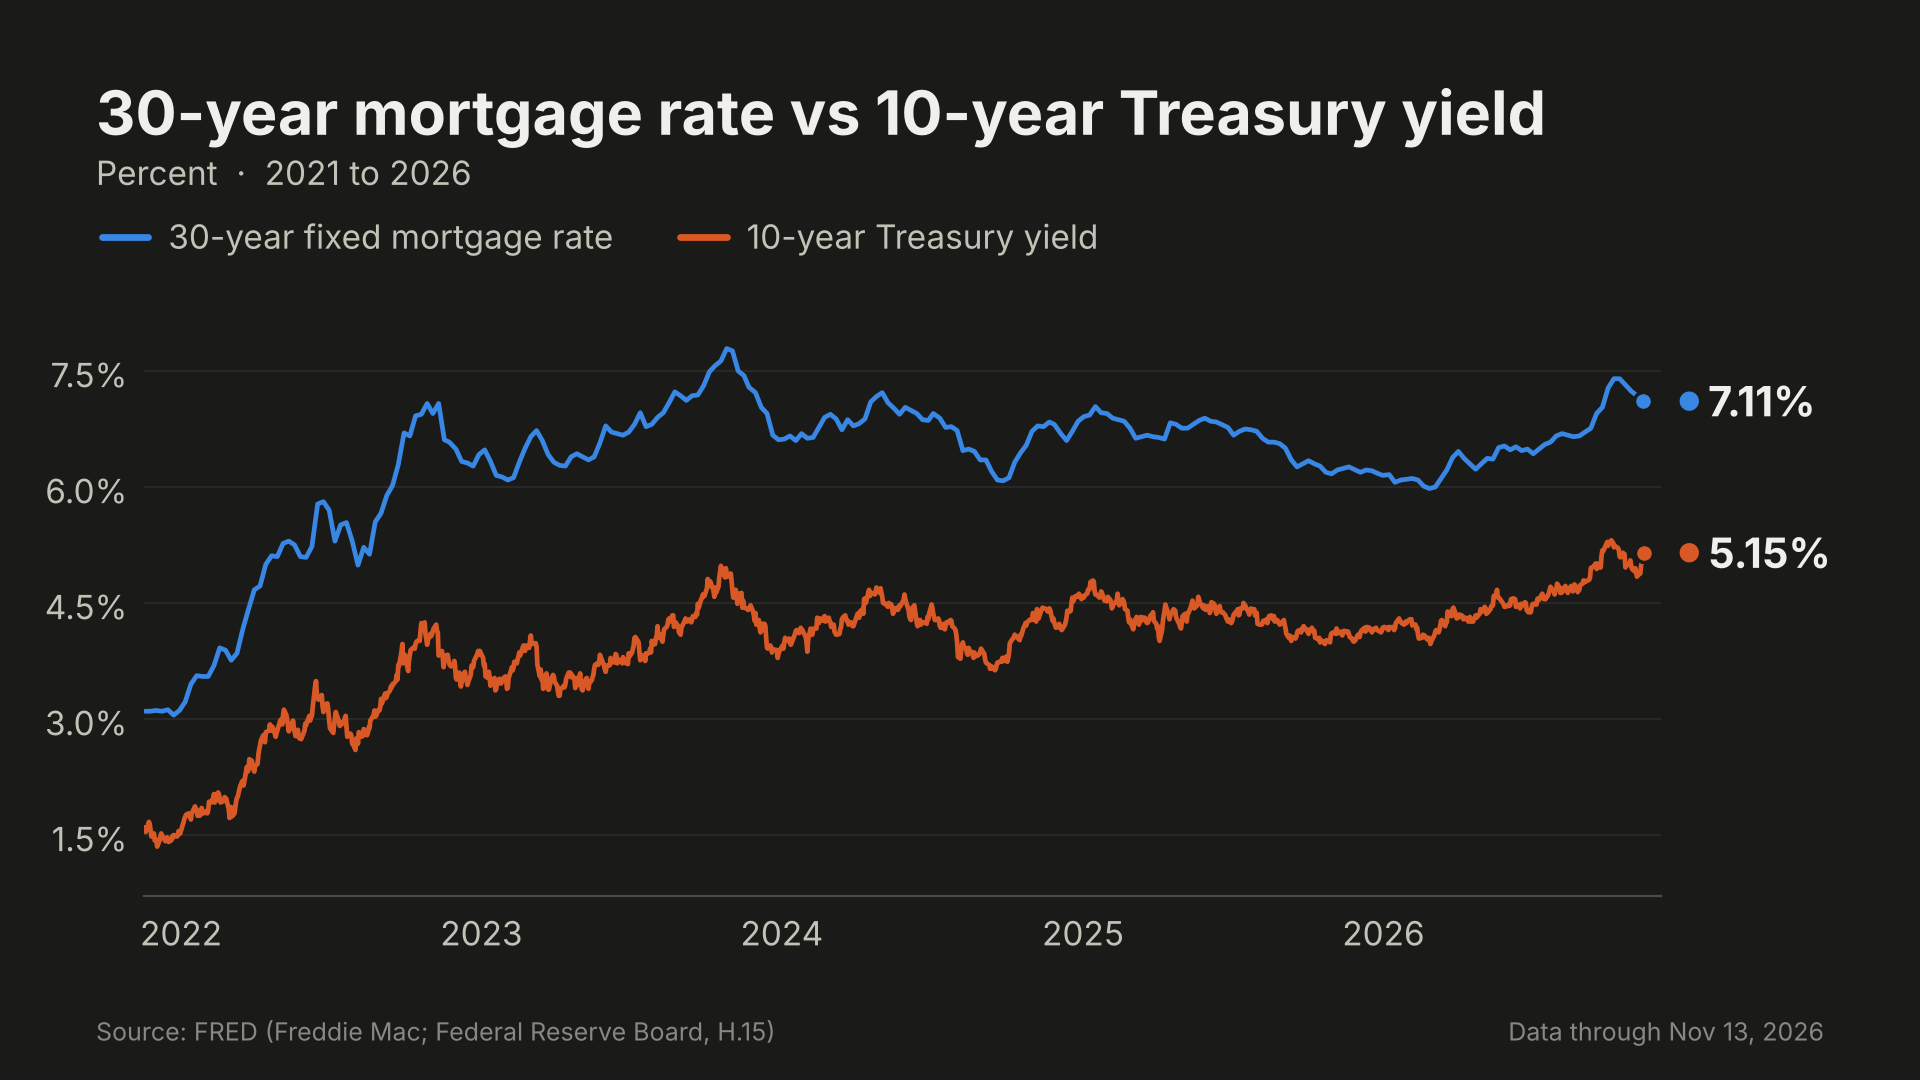 30-year mortgage rate vs 10-year Treasury yield
Percent · 2021 to 2026
30-year fixed mortgage rate
10-year Treasury yield
7.5%
7.11%
6.0%
5.15%
4.5%
3.0%
1.5%
2022 2023 2024 2025 2026
Source: FRED (Freddie Mac; Federal Reserve Board, H.15)
Data through Nov 13, 2026